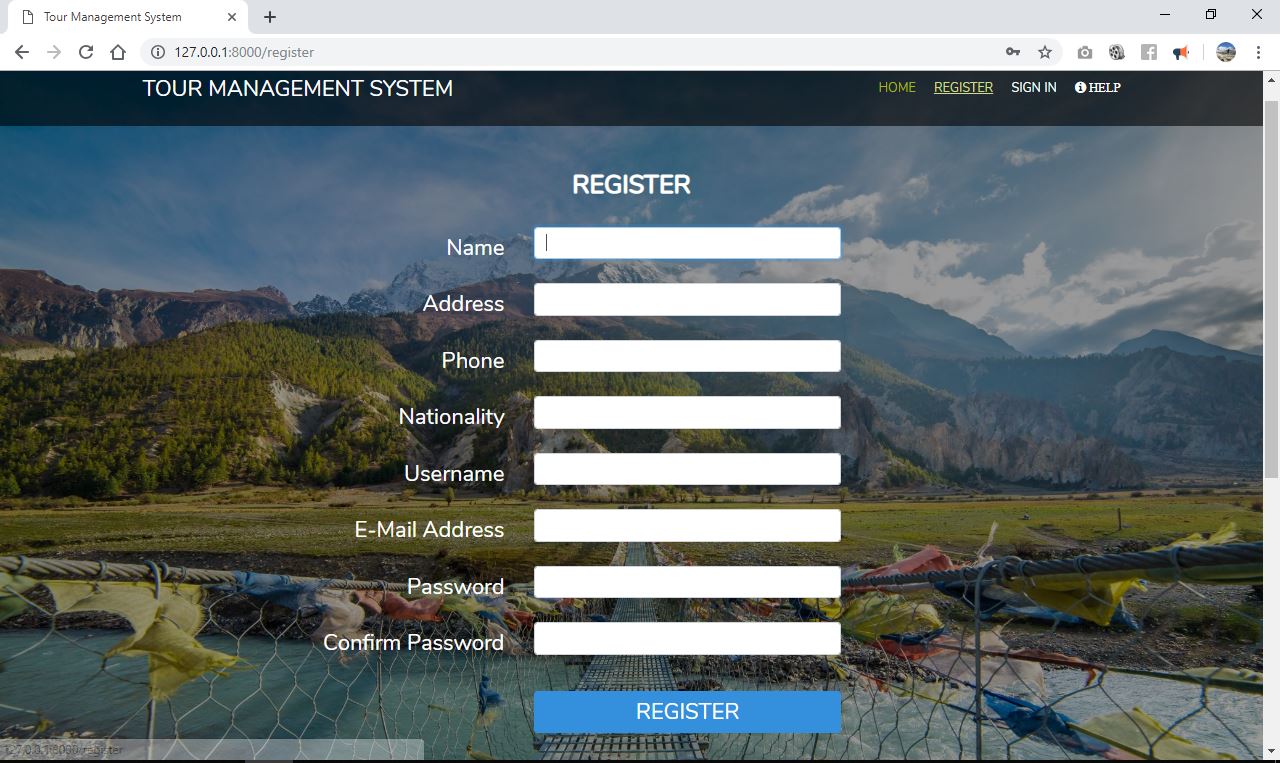 Tour Management System
127.0.0.1:8000/register
TOUR MANAGEMENT SYSTEM
HOME REGISTER SIGN IN HELP
REGISTER
Name
Address
Phone
Nationality
Username
E-Mail Address
Password
Confirm Password
REGISTER
127.0.0.1:8000/register